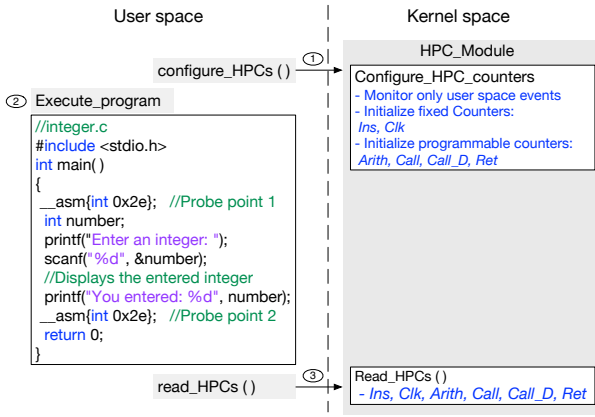 User space
Kernel space
HPC_Module
1
configure_HPCs ( )
Configure_HPC_counters
- Monitor only user space events
- Initialize fixed Counters:
Ins, Clk
- Initialize programmable counters:
Arith, Call, Call_D, Ret
2 Execute_program
//integer.c
#include <stdio.h>
int main( )
{
__asm{int 0x2e}; //Probe point 1
int number;
printf("Enter an integer: ");
scanf("%d", &number);
//Displays the entered integer
printf("You entered: %d", number);
__asm{int 0x2e}; //Probe point 2
return 0;
}
3
read_HPCs ( )
Read_HPCs ( )
- Ins, Clk, Arith, Call, Call_D, Ret